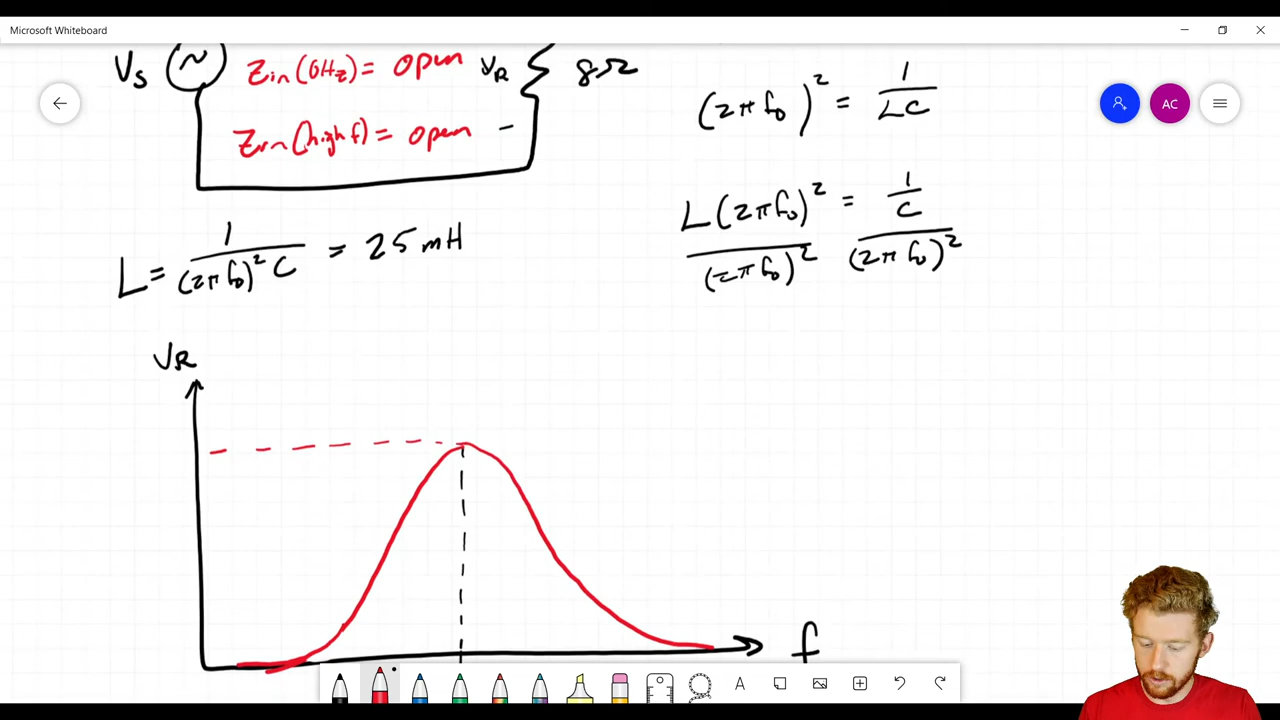 Microsoft Whiteboard
AC
A
Vs ~ Zin(0Hz) = open VR 8Ω
Zin(high f) = open -
L = 1/((2πf₀)²C) = 25 mH
(2πf₀)² = 1/LC
L(2πf₀)²/(2πf₀)² = (1/C)/(2πf₀)²
VR
f